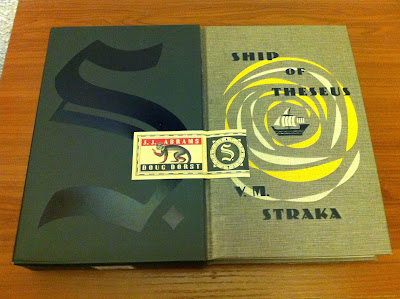 S.
SHIP
OF
THESEUS
J.J. ABRAMS
DOUG DORST
S
V. M.
STRAKA